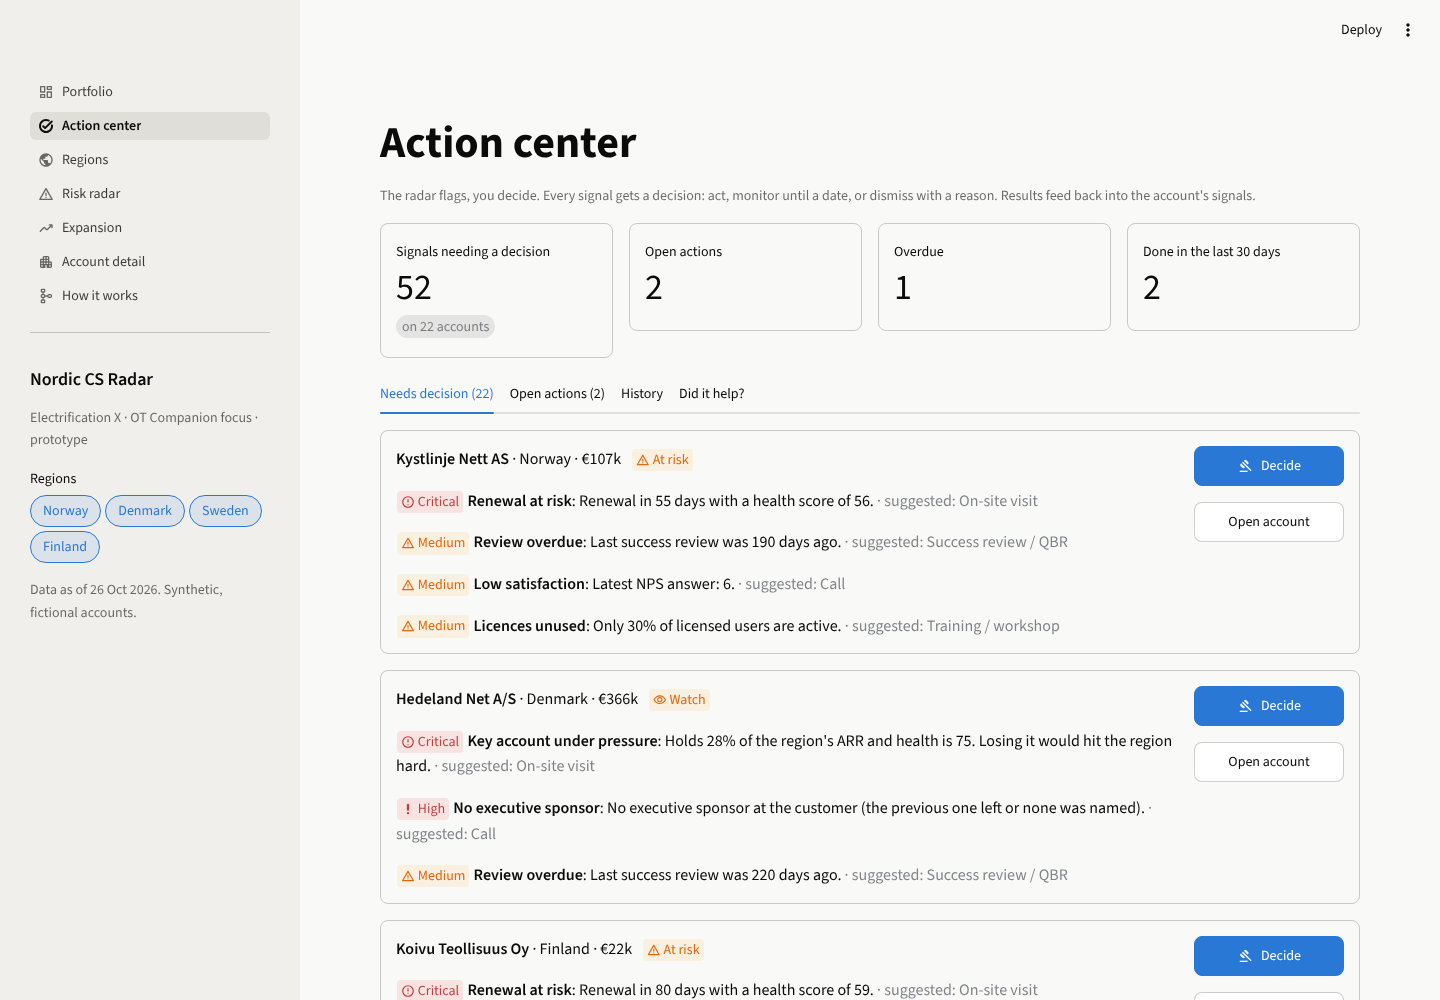 Deploy
Portfolio
Action center
Regions
Risk radar
Expansion
Account detail
How it works
Nordic CS Radar
Electrification X · OT Companion focus ·
prototype
Regions
Norway
Denmark
Sweden
Finland
Data as of 26 Oct 2026. Synthetic,
fictional accounts.
Action center
The radar flags, you decide. Every signal gets a decision: act, monitor until a date, or dismiss with a reason. Results feed back into the account's signals.
Signals needing a decision
52
on 22 accounts
Open actions
2
Overdue
1
Done in the last 30 days
2
Needs decision (22)
Open actions (2)
History
Did it help?
Kystlinje Nett AS · Norway · €107k At risk
Decide
Critical Renewal at risk: Renewal in 55 days with a health score of 56. · suggested: On-site visit
Open account
Medium Review overdue: Last success review was 190 days ago. · suggested: Success review / QBR
Medium Low satisfaction: Latest NPS answer: 6. · suggested: Call
Medium Licences unused: Only 30% of licensed users are active. · suggested: Training / workshop
Hedeland Net A/S · Denmark · €366k Watch
Decide
Critical Key account under pressure: Holds 28% of the region's ARR and health is 75. Losing it would hit the region
hard. · suggested: On-site visit
Open account
High No executive sponsor: No executive sponsor at the customer (the previous one left or none was named). ·
suggested: Call
Medium Review overdue: Last success review was 220 days ago. · suggested: Success review / QBR
Koivu Teollisuus Oy · Finland · €22k At risk
Decide
Critical Renewal at risk: Renewal in 80 days with a health score of 59. · suggested: On-site visit